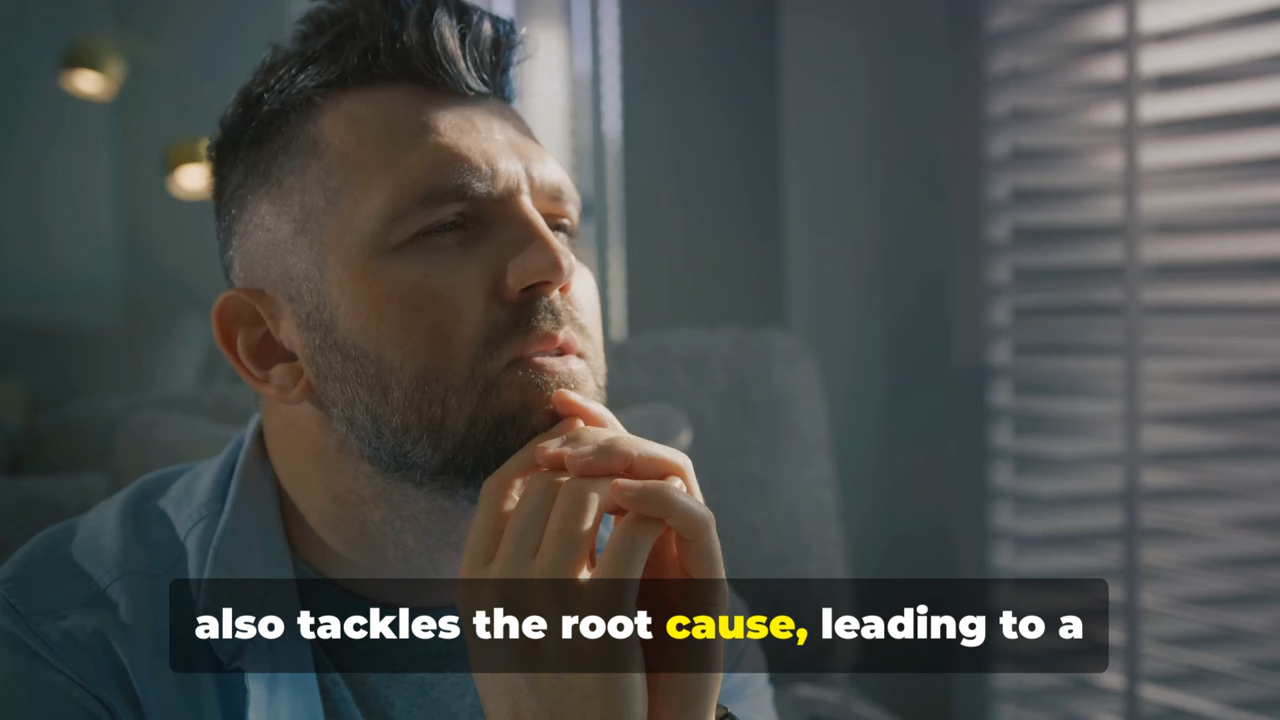 also tackles the root cause, leading to a